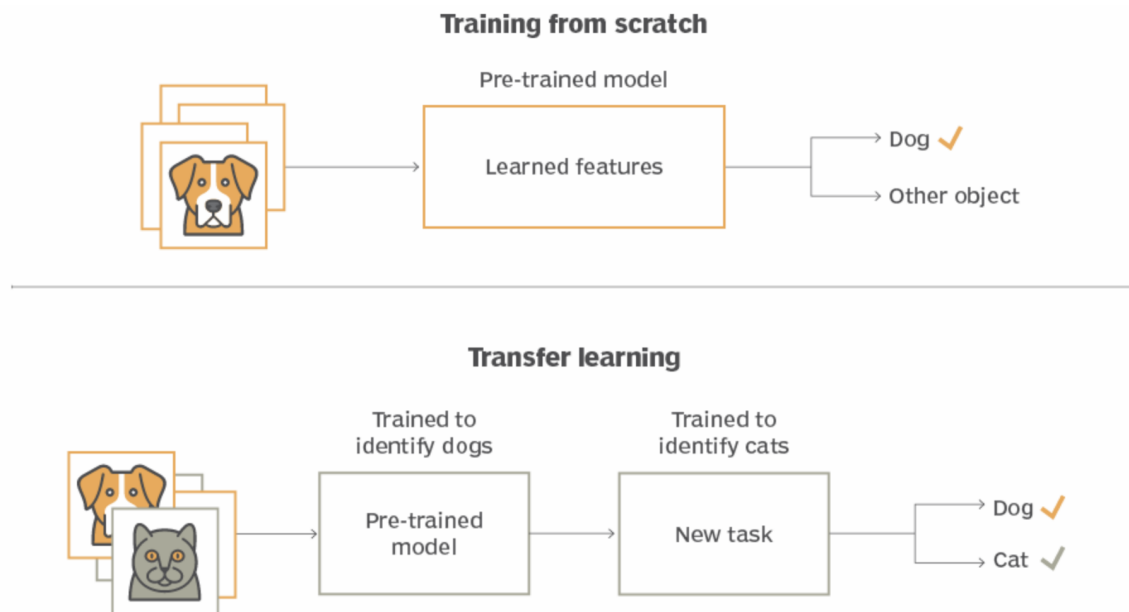 Training from scratch
Pre-trained model
Learned features
Dog
Other object
Transfer learning
Trained to
identify dogs
Trained to
identify cats
Pre-trained
model
New task
Dog
Cat